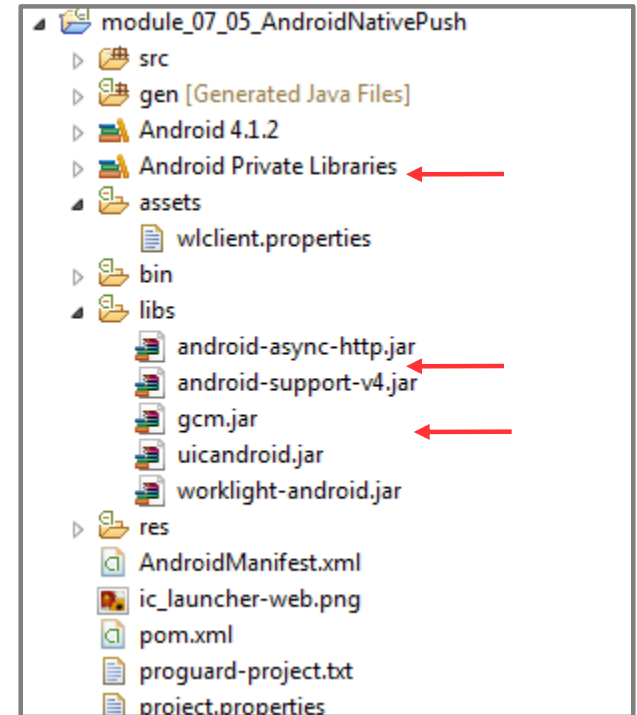 module_07_05_AndroidNativePush
src
gen [Generated Java Files]
Android 4.1.2
Android Private Libraries
assets
wlclient.properties
bin
libs
android-async-http.jar
android-support-v4.jar
gcm.jar
uicandroid.jar
worklight-android.jar
res
AndroidManifest.xml
ic_launcher-web.png
pom.xml
proguard-project.txt
project.properties